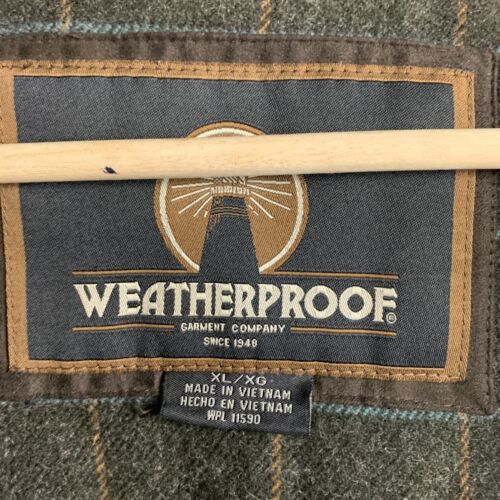 WEATHERPROOF®
GARMENT COMPANY
SINCE 1948
XL/XG
MADE IN VIETNAM
HECHO EN VIETNAM
WPL 11590